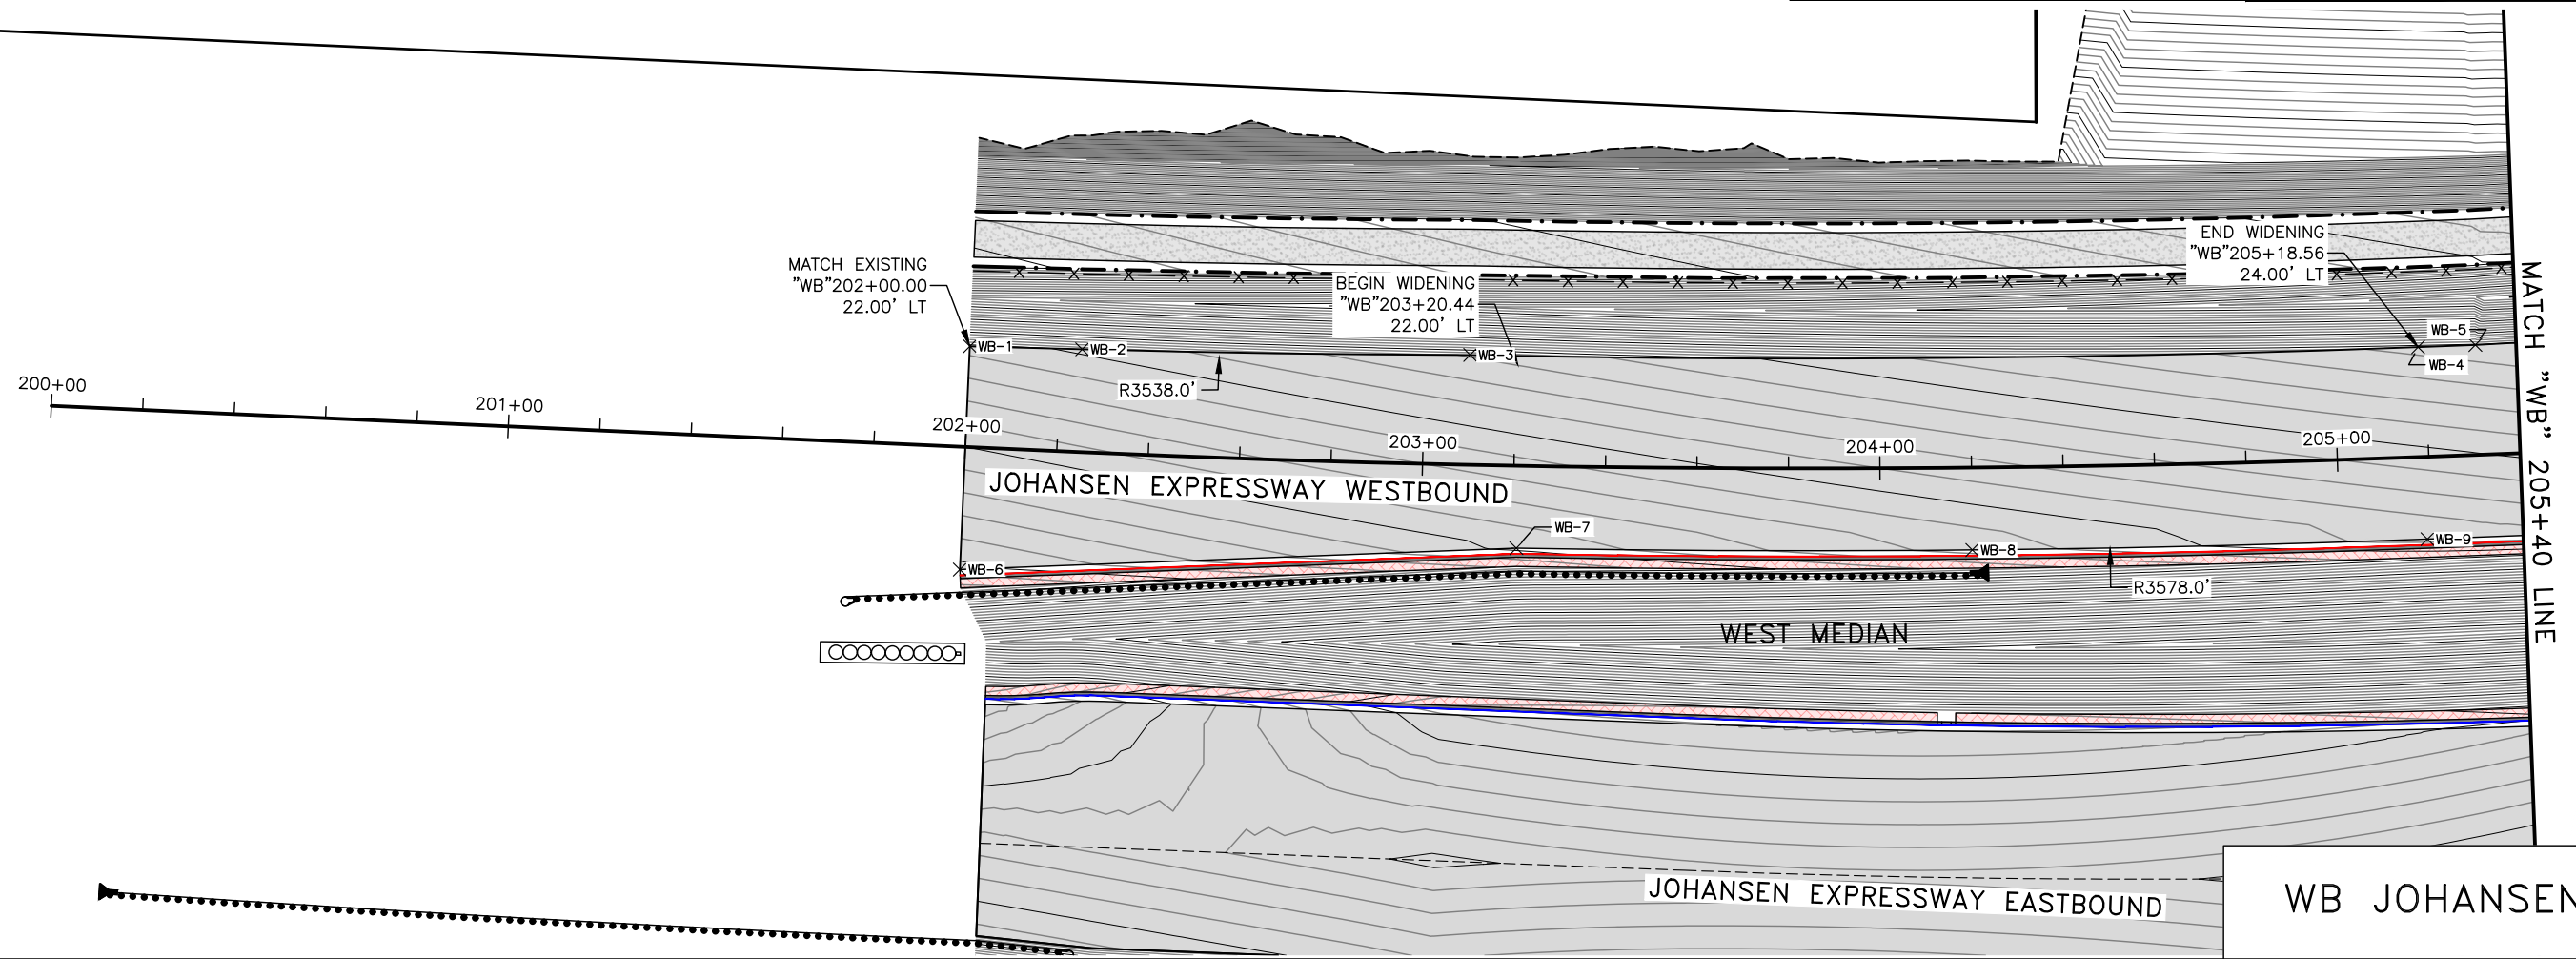 MATCH EXISTING
"WB"202+00.00
22.00' LT
BEGIN WIDENING
"WB"203+20.44
22.00' LT
END WIDENING
"WB"205+18.56
24.00' LT
WB-1
WB-2
WB-3
WB-5
WB-4
R3538.0'
200+00
201+00
202+00
203+00
204+00
205+00
JOHANSEN EXPRESSWAY WESTBOUND
WB-6
WB-7
WB-8
WB-9
R3578.0'
WEST MEDIAN
JOHANSEN EXPRESSWAY EASTBOUND
MATCH "WB" 205+40 LINE
WB JOHANSEN